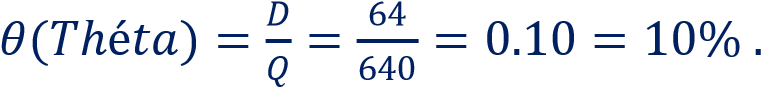 θ(Théta) = D/Q = 64/640 = 0.10 = 10% .